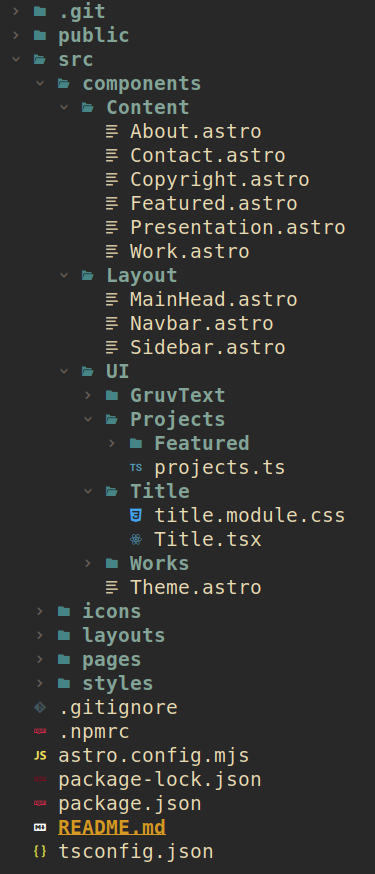 .git
public
src
components
Content
About.astro
Contact.astro
Copyright.astro
Featured.astro
Presentation.astro
Work.astro
Layout
MainHead.astro
Navbar.astro
Sidebar.astro
UI
GruvText
Projects
Featured
TS projects.ts
Title
title.module.css
Title.tsx
Works
Theme.astro
icons
layouts
pages
styles
.gitignore
.npmrc
JS astro.config.mjs
package-lock.json
package.json
README.md
{} tsconfig.json